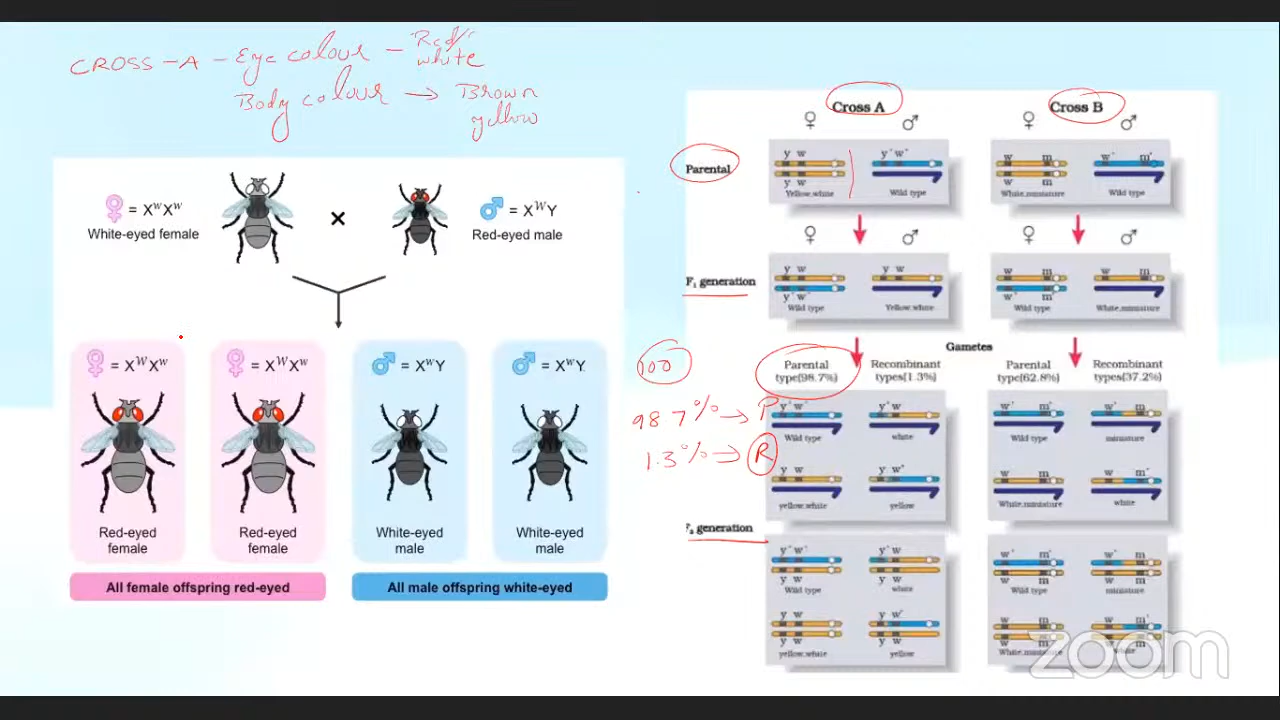 CROSS-A - Eye colour - Red/
white
Body colour → Brown
yellow
♀ = XʷXʷ
White-eyed female
×
♂ = XᵂY
Red-eyed male
♀ = XᵂXʷ
♀ = XᵂXʷ
♂ = XʷY
♂ = XʷY
Red-eyed female
Red-eyed female
White-eyed male
White-eyed male
All female offspring red-eyed
All male offspring white-eyed
Cross A
Cross B
♀ ♂ ♀ ♂
Parental
y w
y⁺ w⁺
w m
w⁺ m⁺
y w
w m
Yellow,white
Wild type
White,miniature
Wild type
♀ ♂ ♀ ♂
F₁ generation
y w
y w
w m
w m
y⁺ w⁺
w⁺ m⁺
Wild type
Yellow,white
Wild type
White,miniature
Gametes
Parental type(98.7%)
Recombinant types(1.3%)
Parental type(62.8%)
Recombinant types(37.2%)
100
98.7% → P
1.3% → R
y⁺ w⁺
y⁺ w
w⁺ m⁺
w⁺ m
Wild type
white
Wild type
miniature
y w
y w⁺
w m
w m⁺
yellow,white
yellow
White,miniature
white
generation
y⁺ w⁺
y⁺ w
w⁺ m⁺
w⁺ m
y w
y w
w m
w m
Wild type
white
Wild type
miniature
y w
y w⁺
w m
w m⁺
y w
y w
yellow,white
yellow
White,miniature
white
zoom